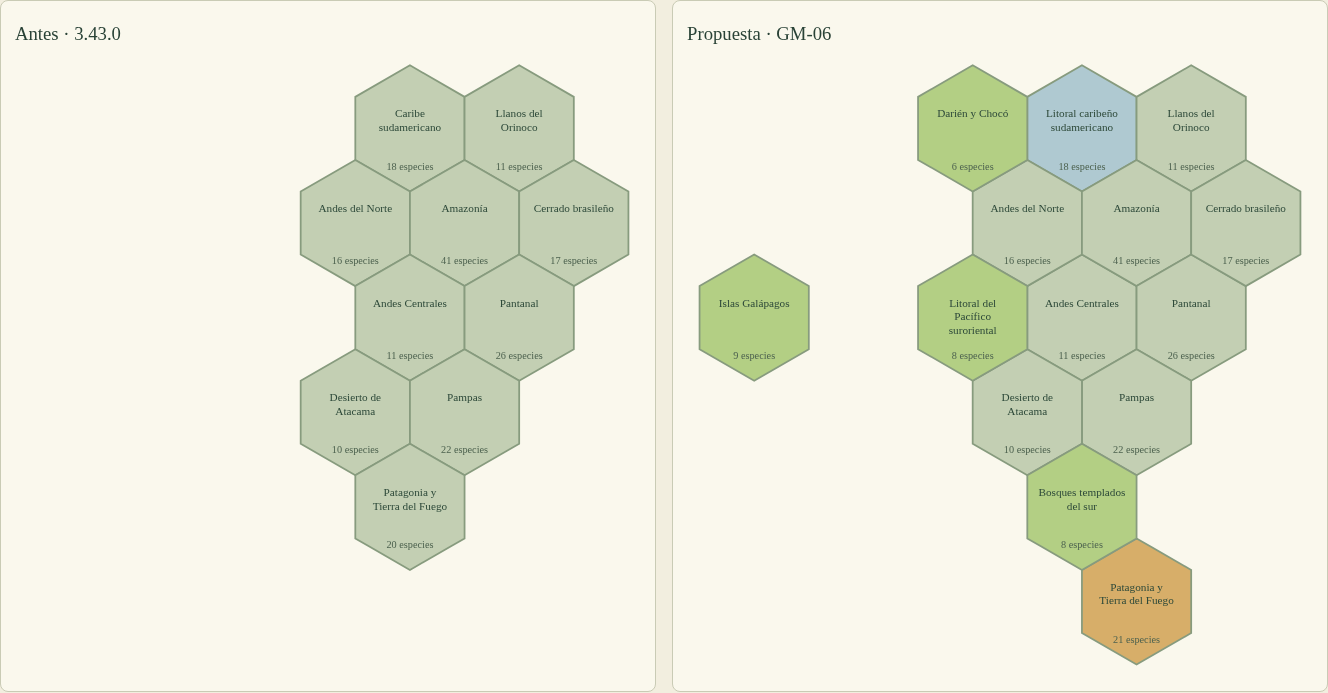 Antes · 3.43.0
Caribe
sudamericano
18 especies
Llanos del
Orinoco
11 especies
Andes del Norte
16 especies
Amazonía
41 especies
Cerrado brasileño
17 especies
Andes Centrales
11 especies
Pantanal
26 especies
Desierto de
Atacama
10 especies
Pampas
22 especies
Patagonia y
Tierra del Fuego
20 especies
Propuesta · GM-06
Darién y Chocó
6 especies
Litoral caribeño
sudamericano
18 especies
Llanos del
Orinoco
11 especies
Andes del Norte
16 especies
Amazonía
41 especies
Cerrado brasileño
17 especies
Islas Galápagos
9 especies
Litoral del
Pacífico
suroriental
8 especies
Andes Centrales
11 especies
Pantanal
26 especies
Desierto de
Atacama
10 especies
Pampas
22 especies
Bosques templados
del sur
8 especies
Patagonia y
Tierra del Fuego
21 especies